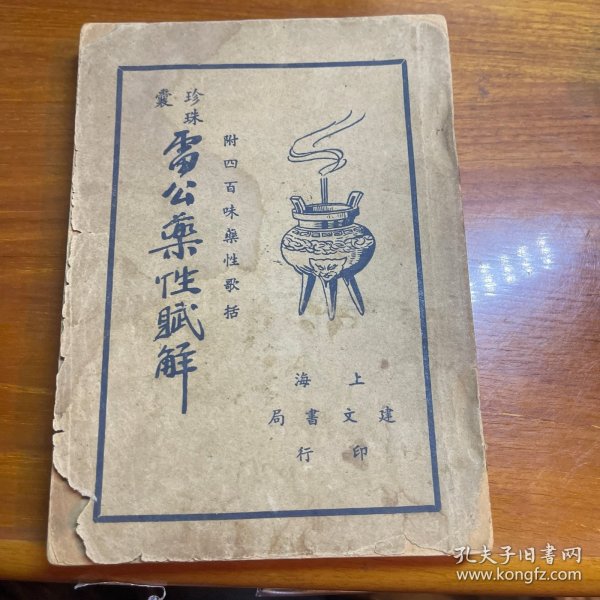 珍珠囊
雷公藥性賦解
附四百味藥性歌括
上海
建文書局
印行
孔夫子旧書网
www.kongfz.com